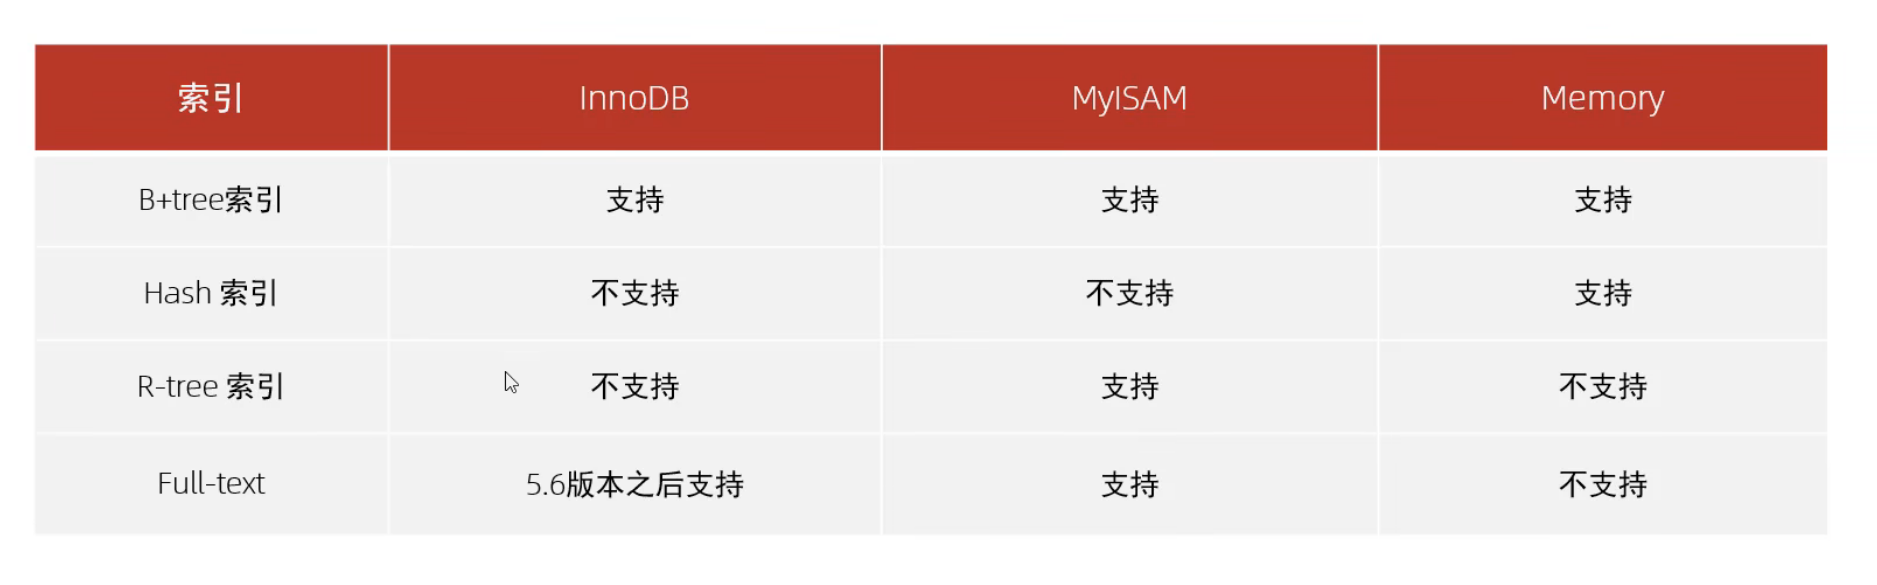 索引 InnoDB MyISAM Memory
B+tree索引 支持 支持 支持
Hash 索引 不支持 不支持 支持
R-tree 索引 不支持 支持 不支持
Full-text 5.6版本之后支持 支持 不支持